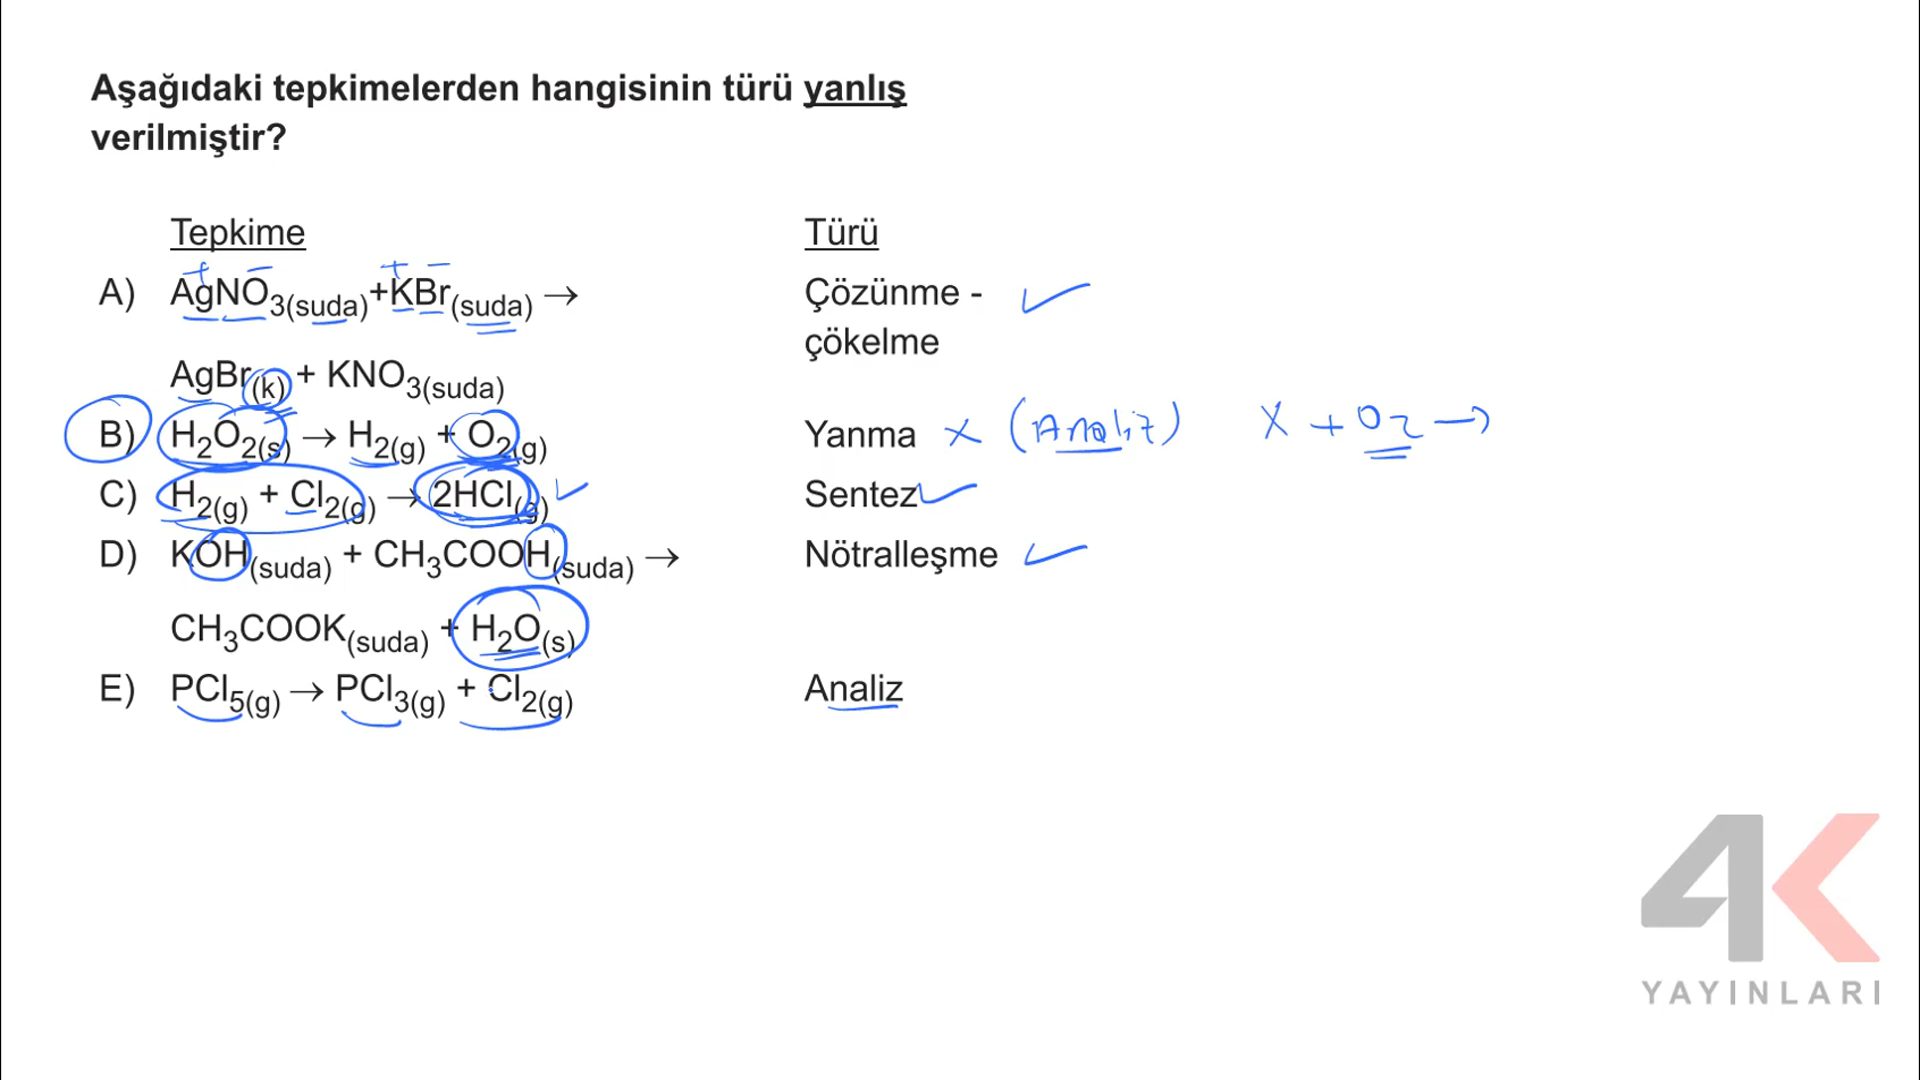 Aşağıdaki tepkimelerden hangisinin türü yanlış
verilmiştir?
Tepkime Türü
+ − + −
A) AgNO₃(suda)+KBr(suda) → Çözünme -
çökelme
AgBr(k) + KNO₃(suda)
B) H₂O₂(s) → H₂(g) + O₂(g) Yanma X (Analiz) X + O₂ →
C) H₂(g) + Cl₂(g) → 2HCl(g) ✓ Sentez ✓
D) KOH(suda) + CH₃COOH(suda) → Nötralleşme ✓
CH₃COOK(suda) + H₂O(s)
E) PCl₅(g) → PCl₃(g) + Cl₂(g) Analiz
4K
YAYINLARI